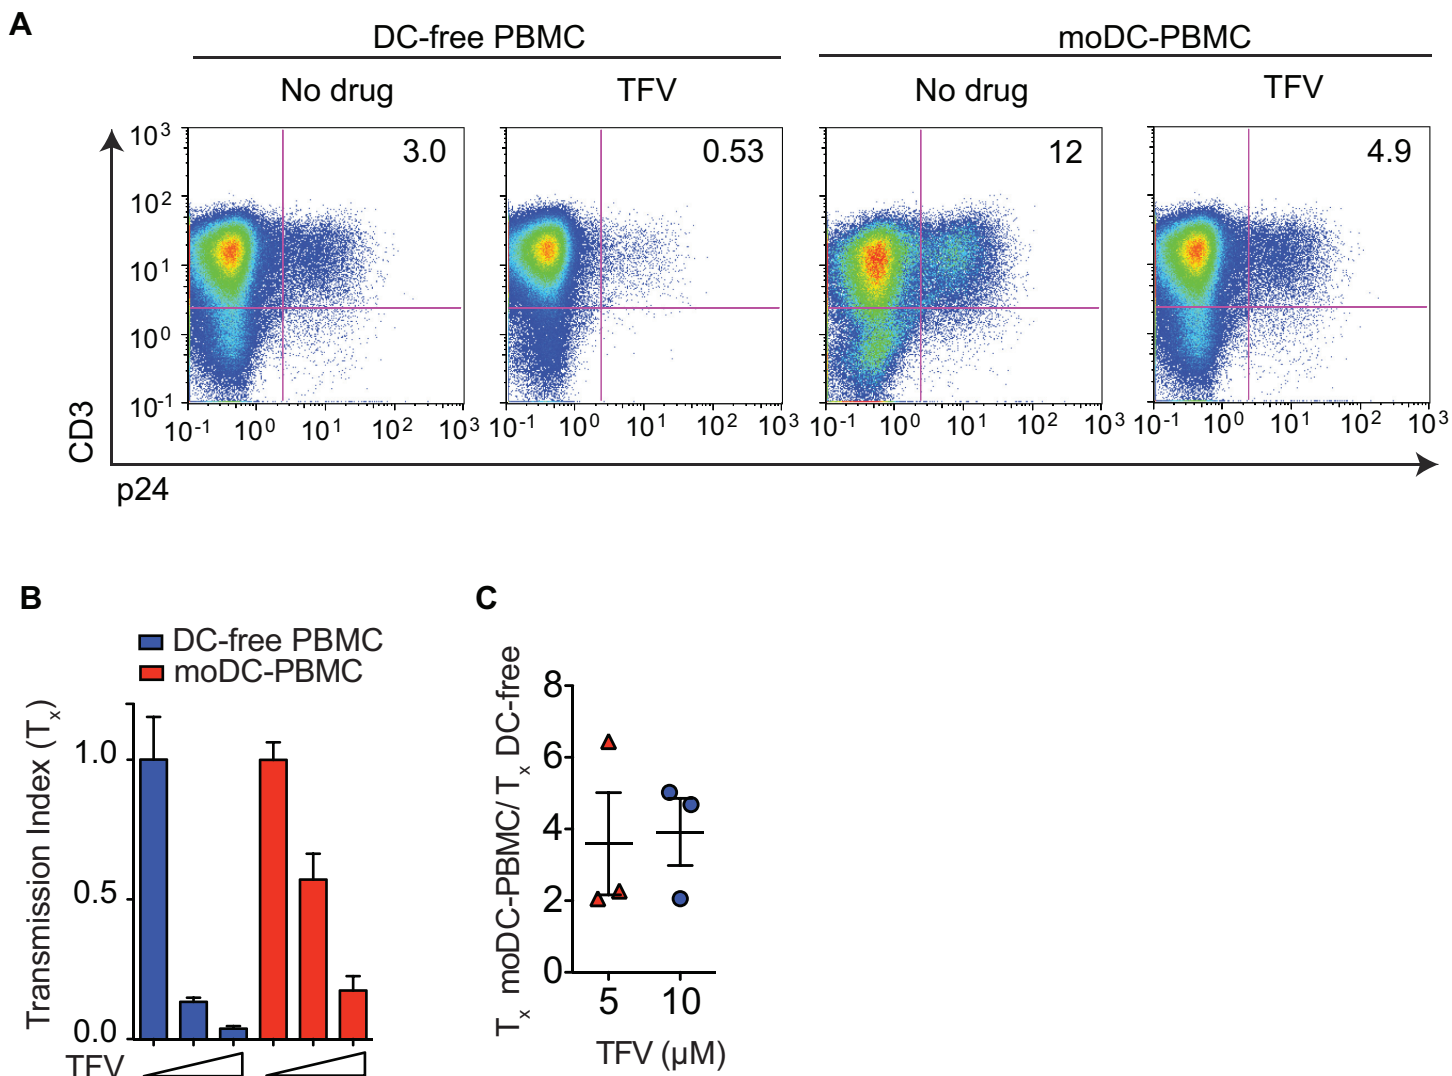 A
DC-free PBMC
moDC-PBMC
No drug
TFV
No drug
TFV
3.0
0.53
12
4.9
10³
10²
10¹
10⁰
10⁻¹
10⁻¹ 10⁰ 10¹ 10² 10³
10⁻¹ 10⁰ 10¹ 10² 10³
10⁻¹ 10⁰ 10¹ 10² 10³
10⁻¹ 10⁰ 10¹ 10² 10³
CD3
p24
B
DC-free PBMC
moDC-PBMC
Transmission Index (Tₓ)
1.0
0.5
0.0
TFV
C
Tₓ moDC-PBMC/ Tₓ DC-free
8
6
4
2
0
5 10
TFV (µM)